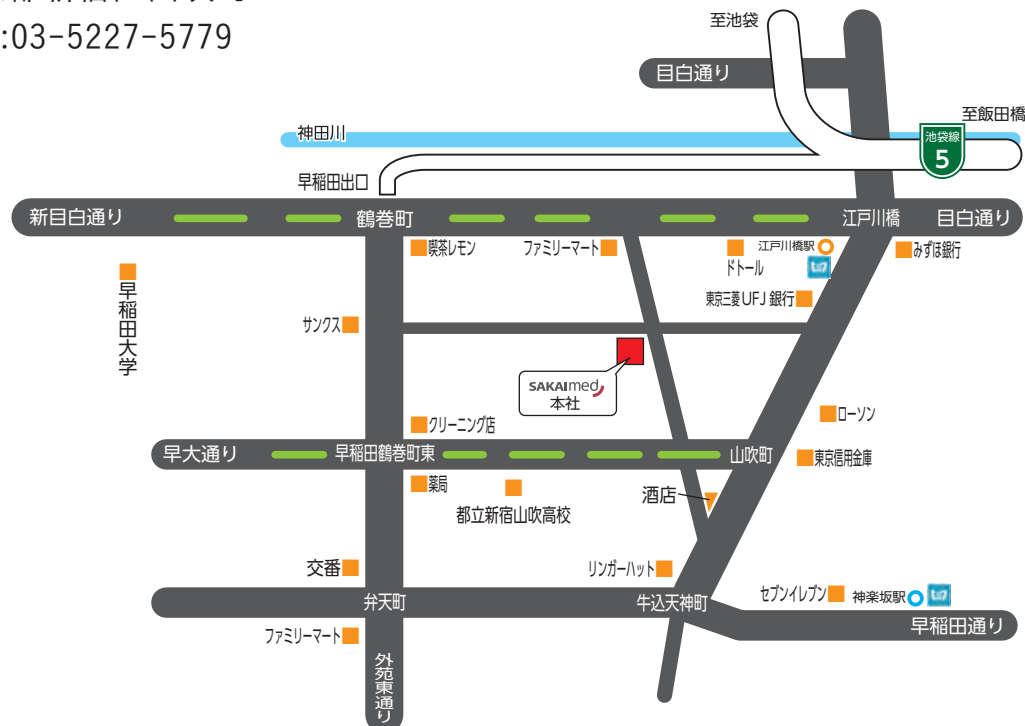 :03-5227-5779
至池袋
目白通り
至飯田橋
神田川
池袋線
5
早稲田出口
新目白通り
鶴巻町
江戸川橋
目白通り
喫茶レモン
ファミリーマート
江戸川橋駅
ドトール
みずほ銀行
早稲田大学
東京三菱UFJ銀行
サンクス
SAKAImed
本社
ローソン
クリーニング店
早大通り
早稲田鶴巻町東
山吹町
東京信用金庫
薬局
酒店
都立新宿山吹高校
交番
リンガーハット
弁天町
牛込天神町
セブンイレブン
神楽坂駅
早稲田通り
ファミリーマート
外苑東通り